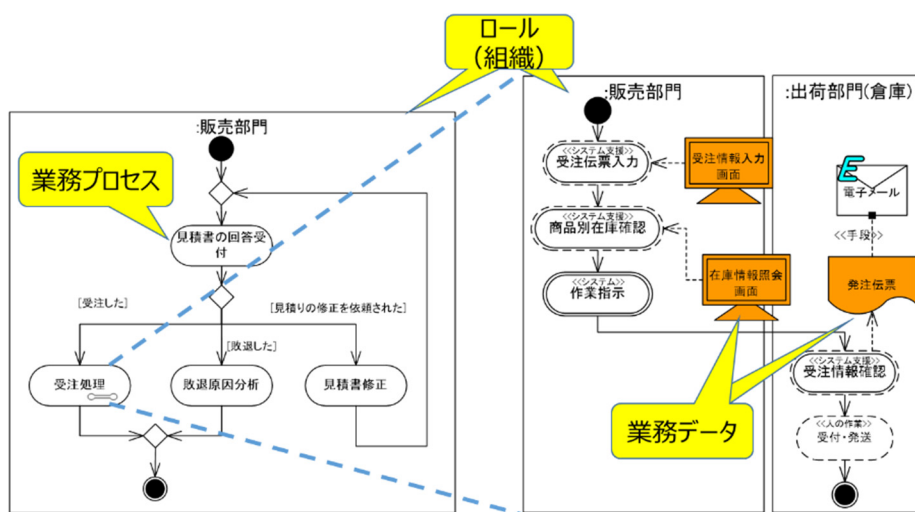 ロール
(組織)
:販売部門
業務プロセス
見積書の回答受
付
[受注した]
[見積りの修正を依頼された]
[敗退した]
受注処理
敗退原因分析
見積書修正
:販売部門
<<システム支援>>
受注伝票入力
受注情報入力
画面
<<システム支援>>
商品別在庫確認
在庫情報照会
画面
<<システム>>
作業指示
業務データ
:出荷部門(倉庫)
E
電子メール
<<手段>>
発注伝票
<<システム支援>>
受注情報確認
<<人の作業>>
受付・発送